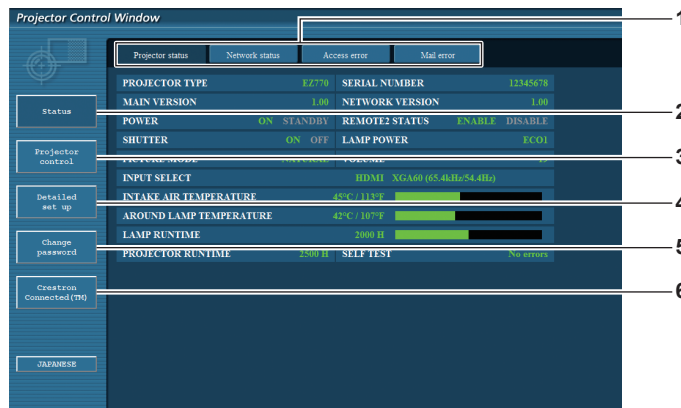 Projector Control Window
1
Projector status Network status Access error Mail error
PROJECTOR TYPE EZ770 SERIAL NUMBER 12345678
MAIN VERSION 1.00 NETWORK VERSION 1.00
Status
2
POWER ON STANDBY REMOTE2 STATUS ENABLE DISABLE
SHUTTER ON OFF LAMP POWER ECO1
Projector
control
3
PICTURE MODE NATURAL VOLUME
INPUT SELECT HDMI XGA60 (65.4kHz/54.4Hz)
Detailed
set up
4
INTAKE AIR TEMPERATURE 45°C / 113°F
AROUND LAMP TEMPERATURE 42°C / 107°F
LAMP RUNTIME 2000 H
Change
password
5
PROJECTOR RUNTIME 2500 H SELF TEST No errors
Crestron
Connected(TM)
6
JAPANESE